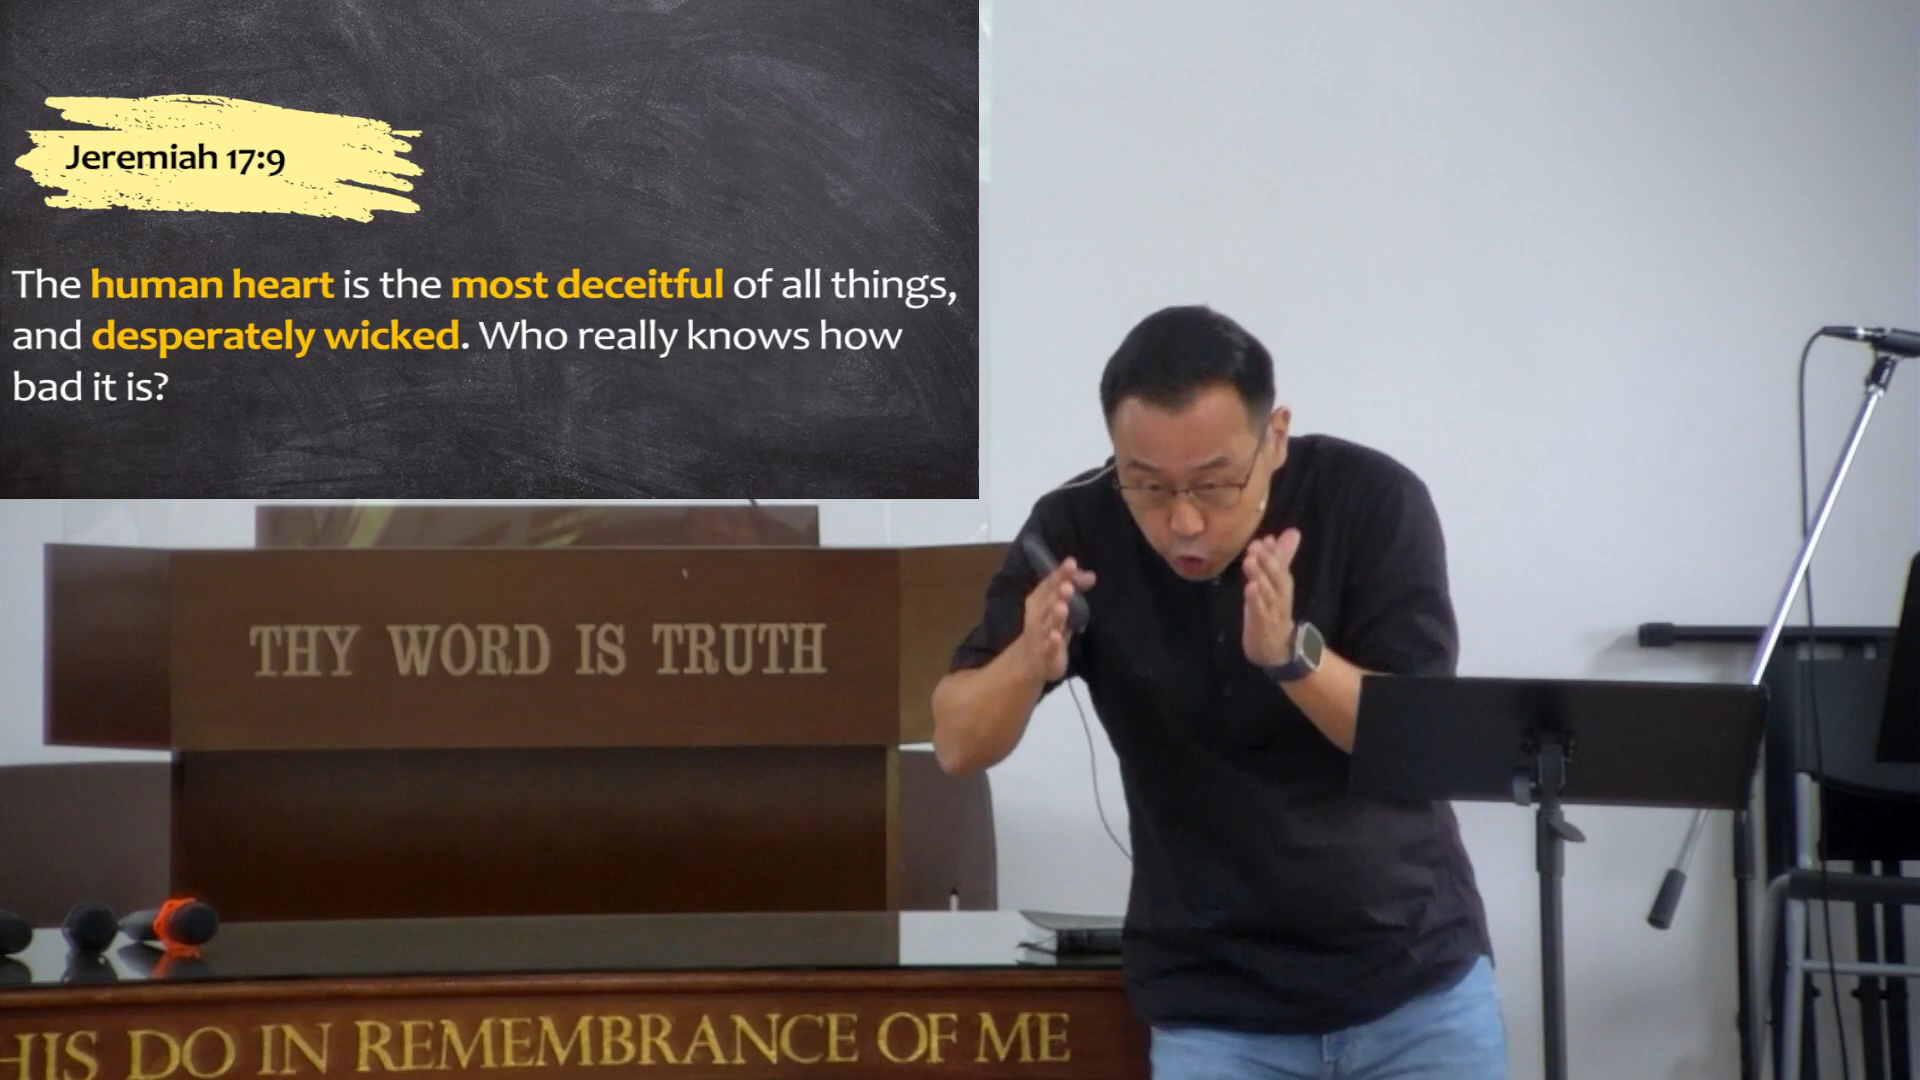 Jeremiah 17:9
The human heart is the most deceitful of all things,
and desperately wicked. Who really knows how
bad it is?
THY WORD IS TRUTH
HIS DO IN REMEMBRANCE OF ME